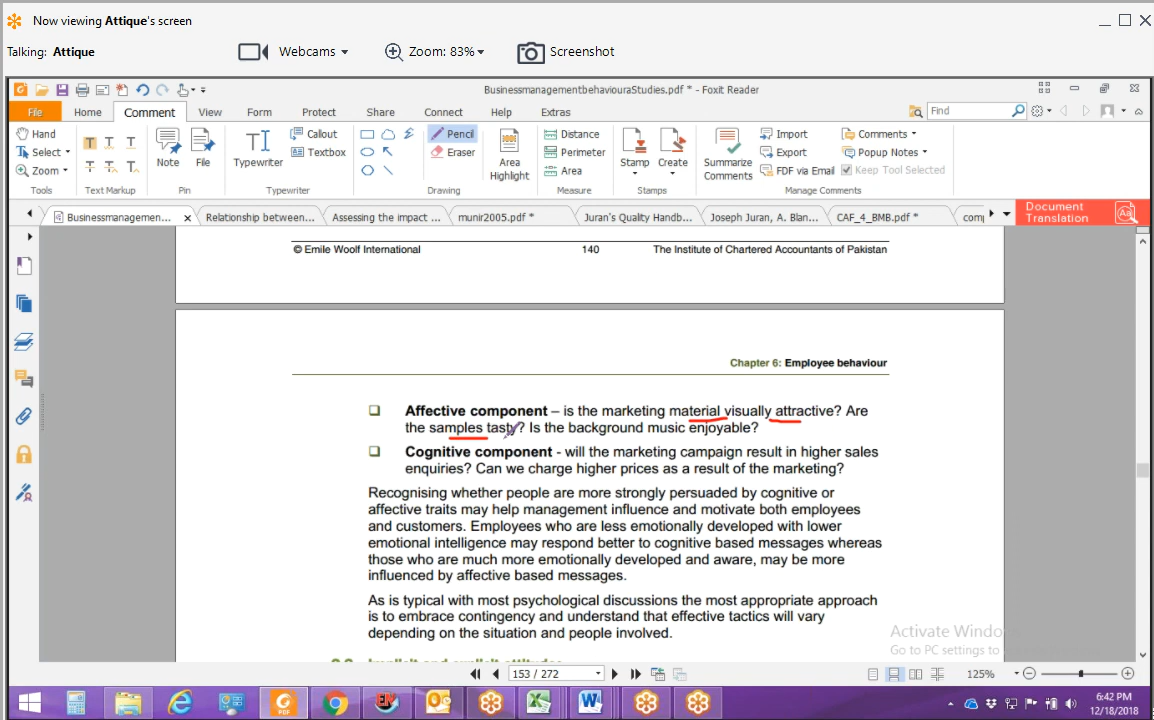 Now viewing Attique's screen
Talking: Attique
Webcams
Zoom: 83%
Screenshot
BusinessmanagementbehaviouraStudies.pdf * - Foxit Reader
File Home Comment View Form Protect Share Connect Help Extras
Find
Hand
Select
Zoom
Tools
T T T
T T T
Text Markup
Note
File
Pin
Typewriter
Callout
Textbox
Typewriter
Pencil
Eraser
Drawing
Area
Highlight
Distance
Perimeter
Area
Measure
Stamp
Create
Stamps
Summarize
Comments
Import
Export
FDF via Email
Comments
Popup Notes
Keep Tool Selected
Manage Comments
Businessmanagemen...
Relationship between...
Assessing the impact ...
munir2005.pdf *
Juran's Quality Handb...
Joseph Juran, A. Blan...
CAF_4_BMB.pdf *
Document
Translation
© Emile Woolf International 140 The Institute of Chartered Accountants of Pakistan
Chapter 6: Employee behaviour
Affective component – is the marketing material visually attractive? Are
the samples tasty? Is the background music enjoyable?
Cognitive component - will the marketing campaign result in higher sales
enquiries? Can we charge higher prices as a result of the marketing?
Recognising whether people are more strongly persuaded by cognitive or
affective traits may help management influence and motivate both employees
and customers. Employees who are less emotionally developed with lower
emotional intelligence may respond better to cognitive based messages whereas
those who are much more emotionally developed and aware, may be more
influenced by affective based messages.
As is typical with most psychological discussions the most appropriate approach
is to embrace contingency and understand that effective tactics will vary
depending on the situation and people involved.
Activate
Go to PC settings to
153 / 272
125%
6:42 PM
12/18/2018